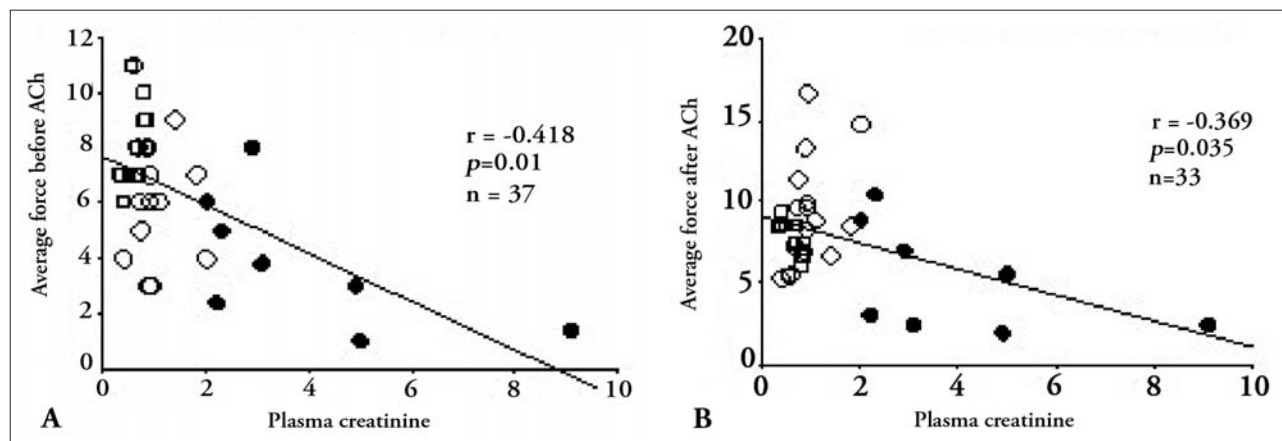 12
10
8
6
4
2
0
Average force before ACh
r = -0.418
p=0.01
n = 37
0 2 4 6 8 10
A
Plasma creatinine
20
15
10
5
0
Average force after ACh
r = -0.369
p=0.035
n=33
0 2 4 6 8 10
B
Plasma creatinine